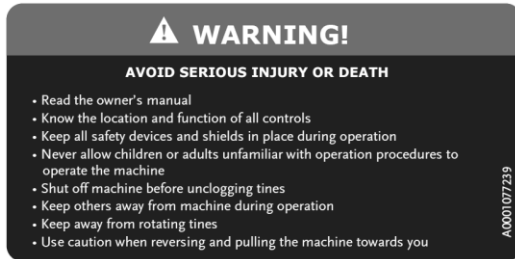 WARNING!
AVOID SERIOUS INJURY OR DEATH
• Read the owner's manual
• Know the location and function of all controls
• Keep all safety devices and shields in place during operation
• Never allow children or adults unfamiliar with operation procedures to
operate the machine
• Shut off machine before unclogging tines
• Keep others away from machine during operation
• Keep away from rotating tines
• Use caution when reversing and pulling the machine towards you
A0001077239